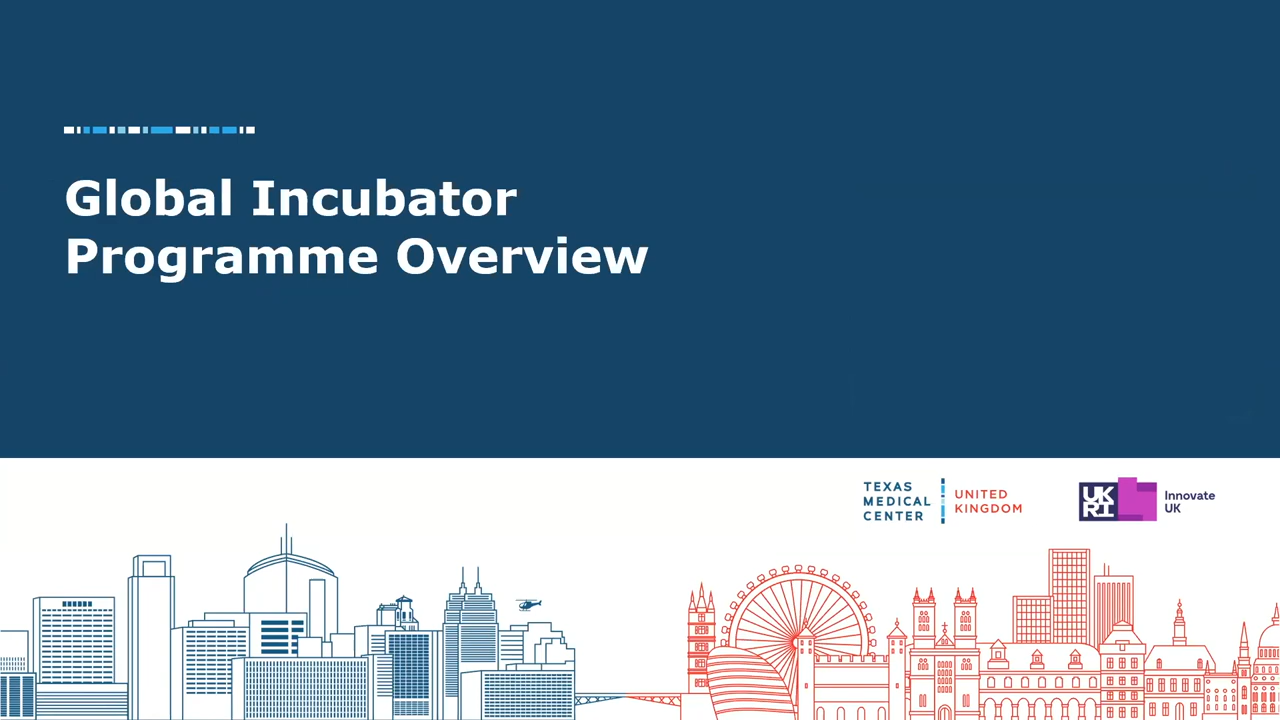 Global Incubator
Programme Overview
TEXAS
MEDICAL
CENTER
UNITED
KINGDOM
UK
RI
Innovate
UK